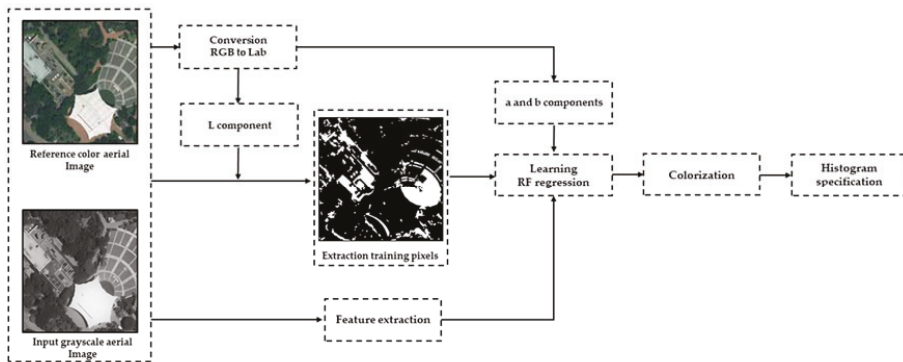 Reference color aerial
Image
Input grayscale aerial
Image
Conversion
RGB to Lab
L component
Extraction training pixels
Feature extraction
a and b components
Learning
RF regression
Colorization
Histogram
specification